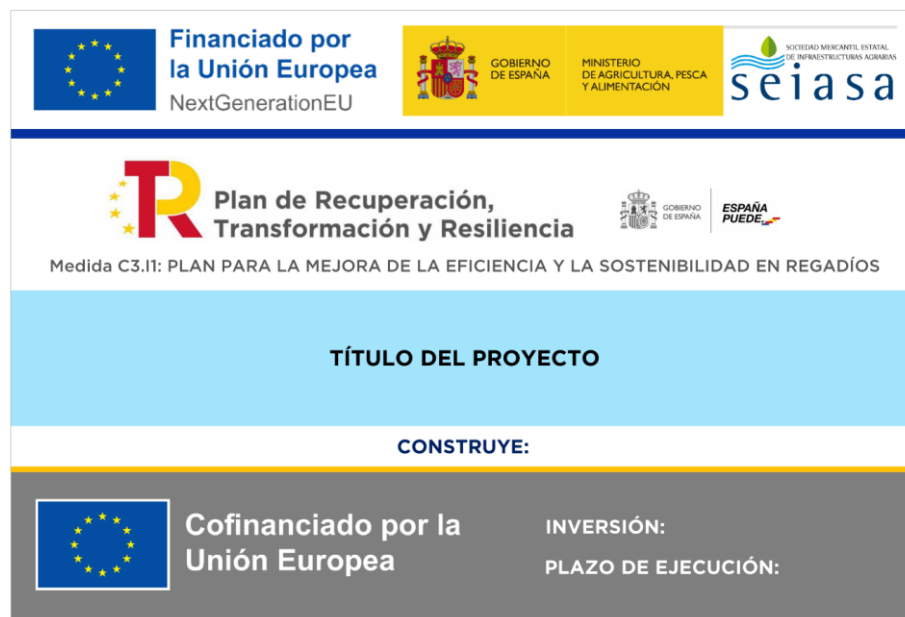 Financiado por
la Unión Europea
NextGenerationEU
GOBIERNO
DE ESPAÑA
MINISTERIO
DE AGRICULTURA, PESCA
Y ALIMENTACIÓN
SOCIEDAD MERCANTIL ESTATAL
DE INFRAESTRUCTURAS AGRARIAS
seiasa
TR
Plan de Recuperación,
Transformación y Resiliencia
GOBIERNO
DE ESPAÑA
ESPAÑA
PUEDE.
Medida C3.I1: PLAN PARA LA MEJORA DE LA EFICIENCIA Y LA SOSTENIBILIDAD EN REGADÍOS
TÍTULO DEL PROYECTO
CONSTRUYE:
Cofinanciado por la
Unión Europea
INVERSIÓN:
PLAZO DE EJECUCIÓN: